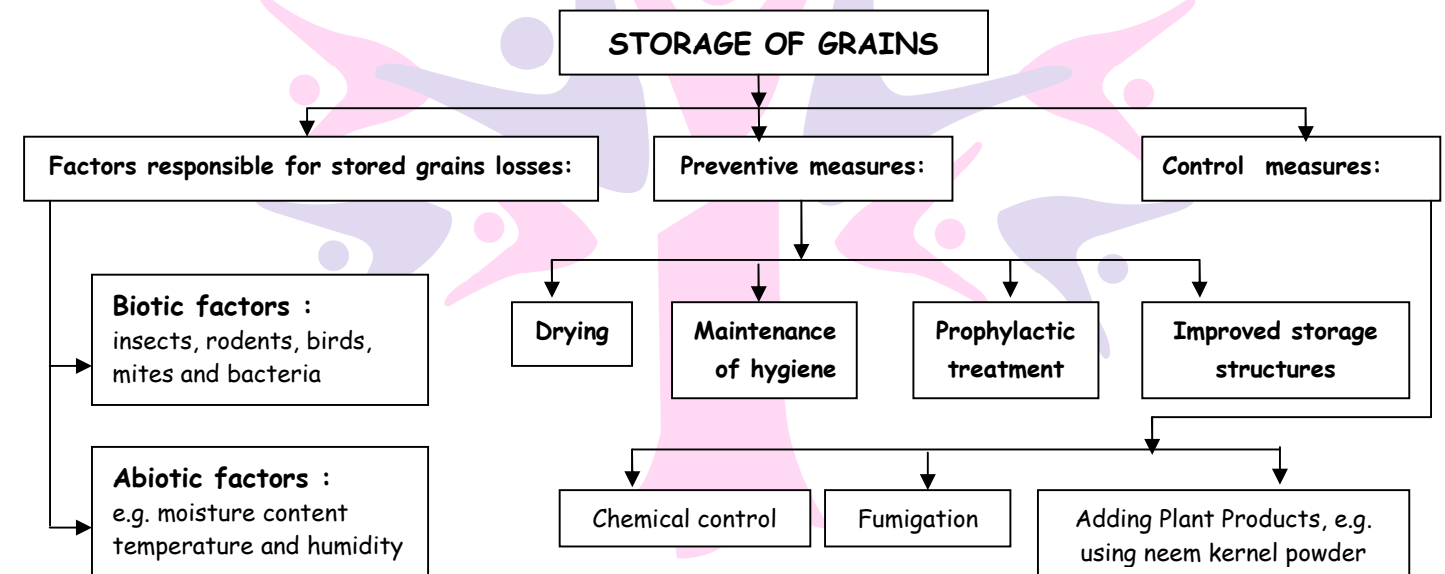 STORAGE OF GRAINS
Factors responsible for stored grains losses:
Preventive measures:
Control measures:
Biotic factors :
insects, rodents, birds,
mites and bacteria
Abiotic factors :
e.g. moisture content
temperature and humidity
Drying
Maintenance
of hygiene
Prophylactic
treatment
Improved storage
structures
Chemical control
Fumigation
Adding Plant Products, e.g.
using neem kernel powder